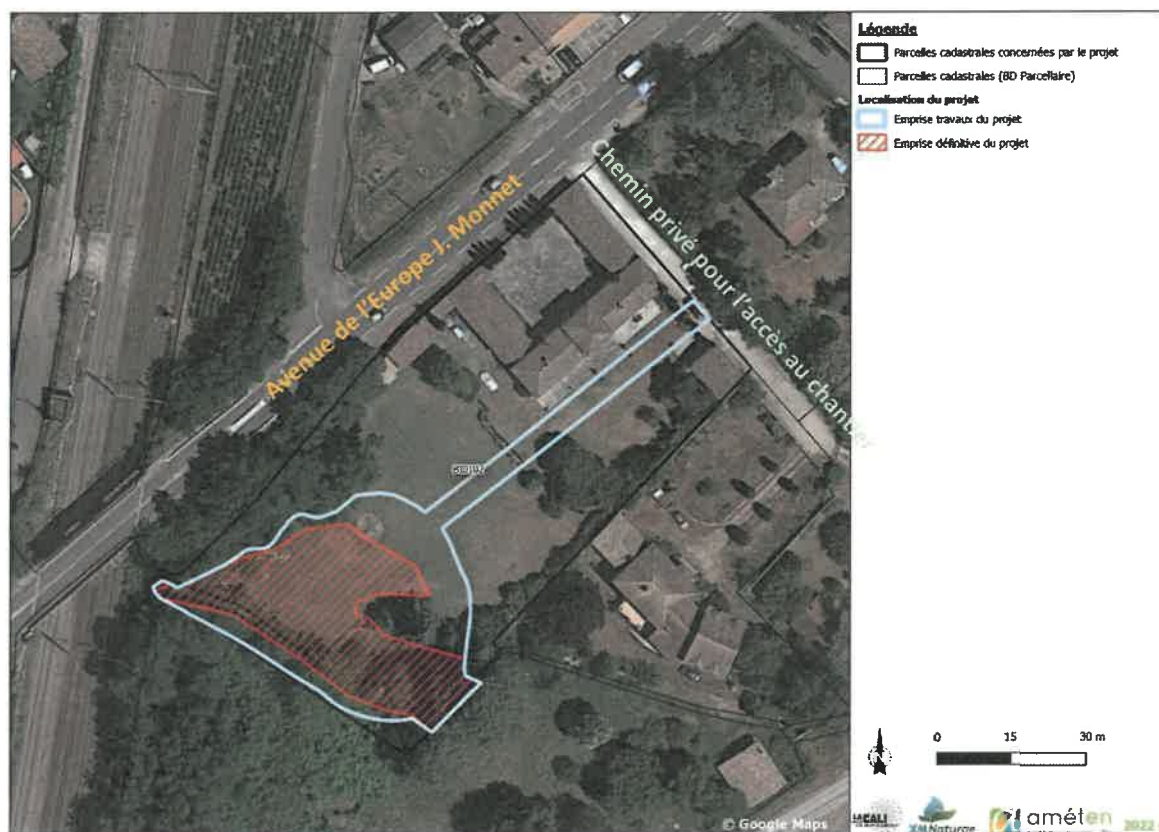 Avenue de l'Europe J. Monnet
Chemin privé pour l'accès au chantier
© Google Maps
Légende
Parcelles cadastrales concernées par le projet
Parcelles cadastrales (BD Parcellaire)
Localisation du projet
Emprise travaux du projet
Emprise définitive du projet
N
0 15 30 m
LACALI
XMNaturae
améten
2022